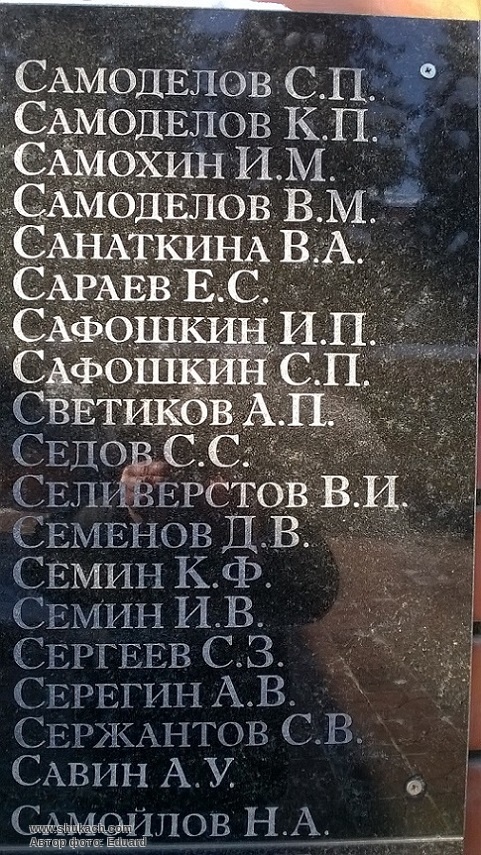 САМОДЕЛОВ С.П.
САМОДЕЛОВ К.П.
САМОХИН И.М.
САМОДЕЛОВ В.М.
САНАТКИНА В.А.
САРАЕВ Е.С.
САФОШКИН И.П.
САФОШКИН С.П.
СВЕТИКОВ А.П.
СЕДОВ С.С.
СЕЛИВЕРСТОВ В.И.
СЕМЕНОВ Д.В.
СЕМИН К.Ф.
СЕМИН И.В.
СЕРГЕЕВ С.З.
СЕРЕГИН А.В.
СЕРЖАНТОВ С.В.
САВИН А.У.
САМОЙЛОВ Н.А.
www.shukach.com
Автор фото: Eduard